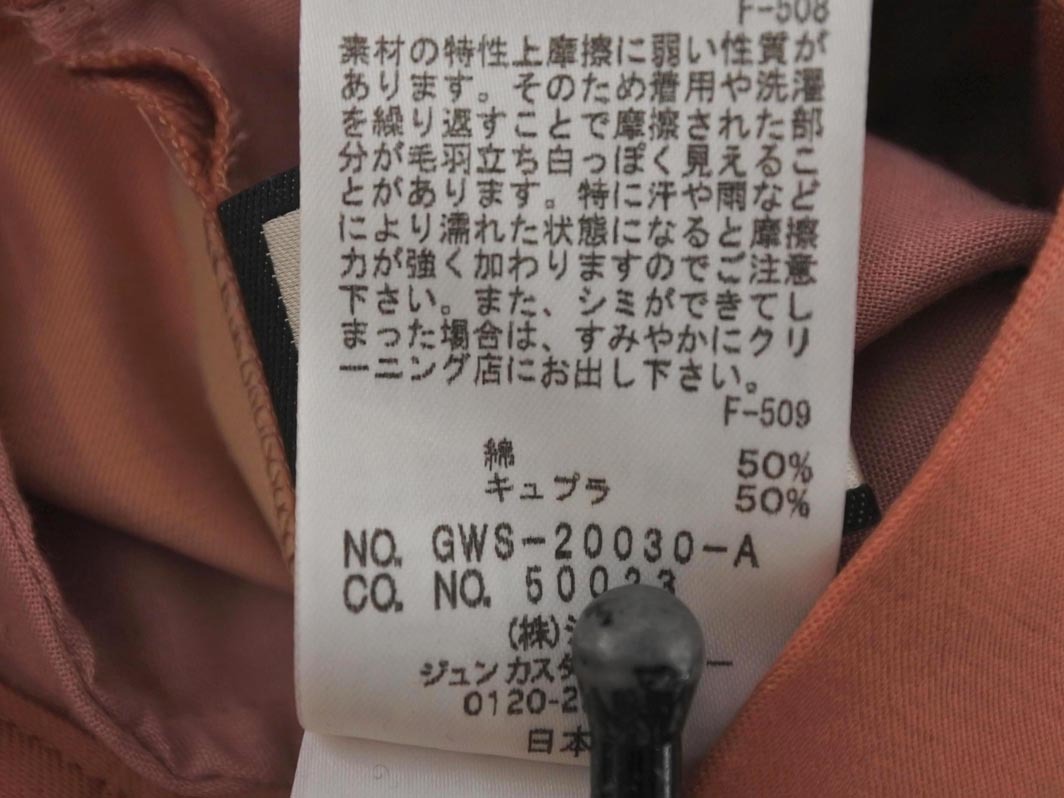 F-508
素材の特性上摩擦に弱い性質が
あります。そのため着用や洗濯
を繰り返すことで摩擦された部
分が毛羽立ち白っぽく見えるこ
とがあります。特に汗や雨など
により濡れた状態になると摩擦
力が強く加わりますのでご注意
下さい。また、シミができてし
まった場合は、すみやかにクリ
ーニング店にお出し下さい。
F-509
綿 50%
キュプラ 50%
NO. GWS-20030-A
CO. NO. 50023
(株)
ジュンカスタ
0120-2
日本